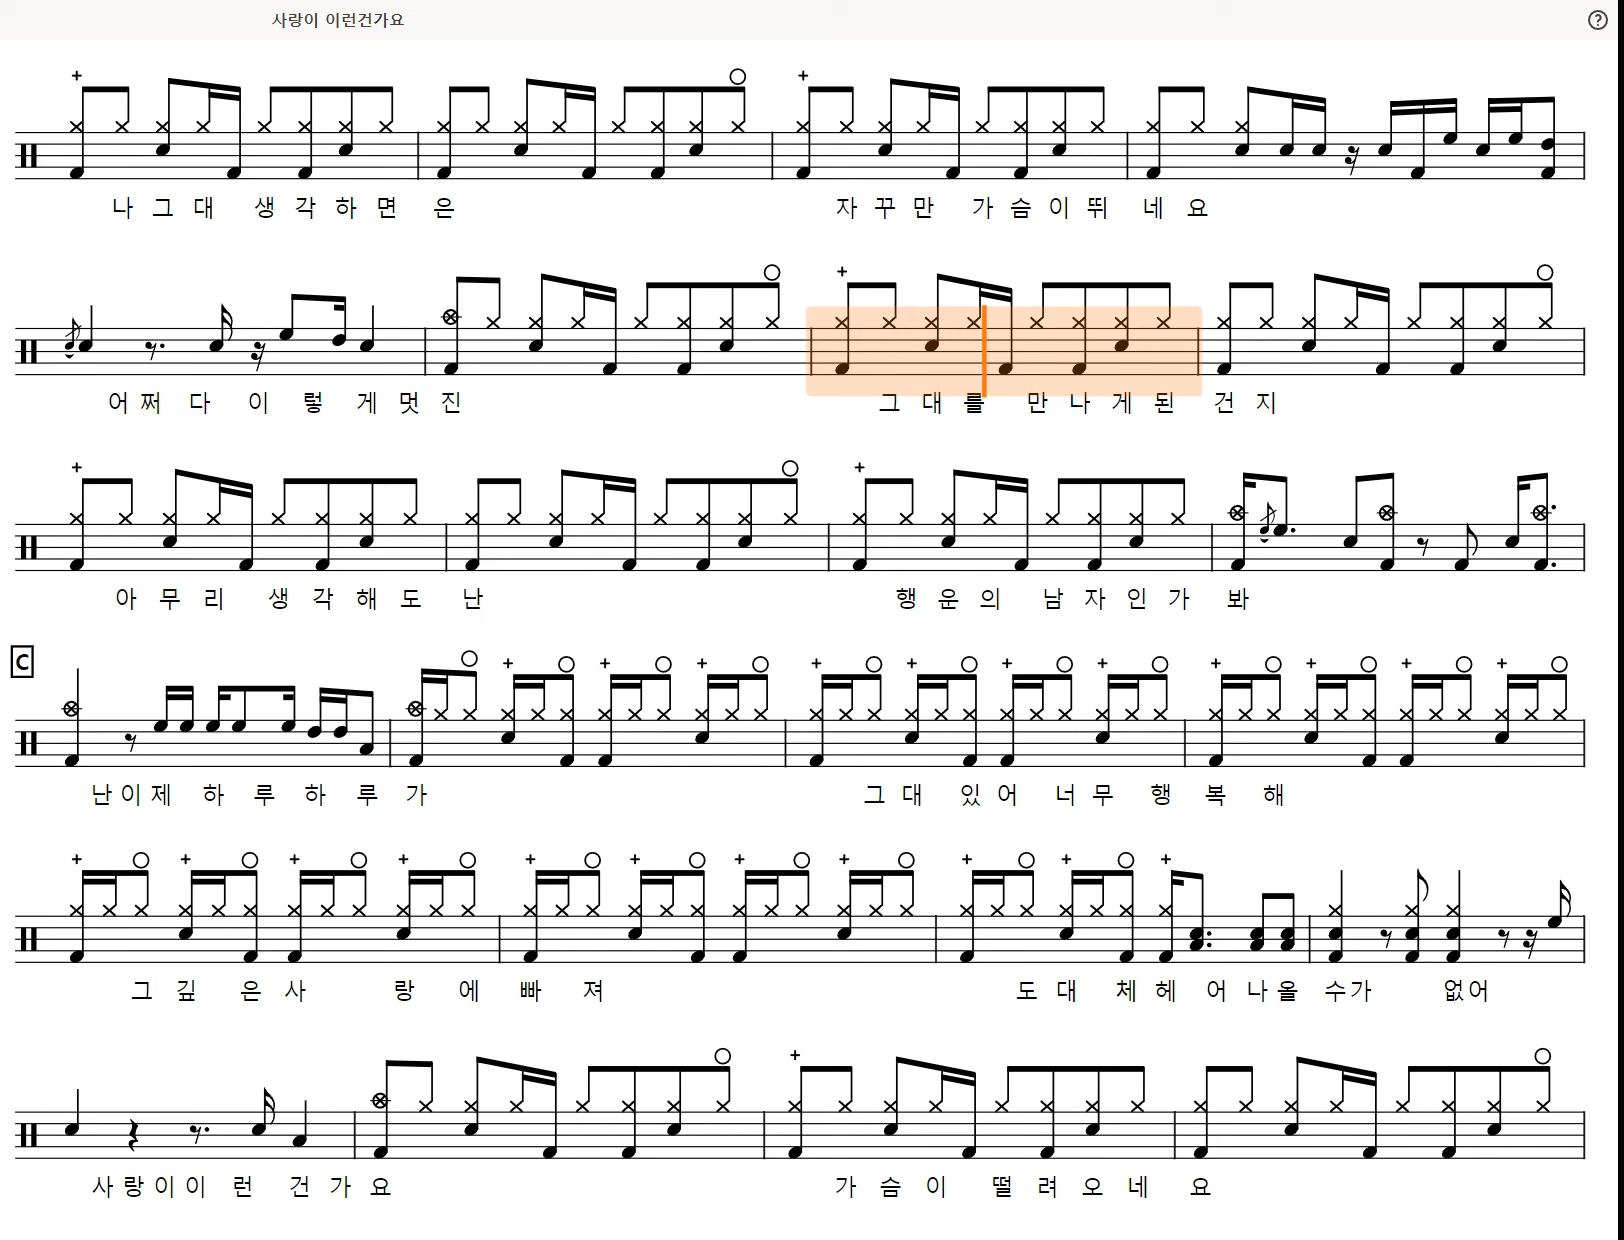 사랑이 이런건가요
?
나 그 대 생 각 하 면 은 자 꾸 만 가 슴 이 뛰 네 요
어 쩌 다 이 렇 게 멋 진 그 대 를 만 나 게 된 건 지
아 무 리 생 각 해 도 난 행 운 의 남 자 인 가 봐
C
난 이 제 하 루 하 루 가 그 대 있 어 너 무 행 복 해
그 깊 은 사 랑 에 빠 져 도 대 체 헤 어 나 올 수 가 없 어
사 랑 이 이 런 건 가 요 가 슴 이 떨 려 오 네 요